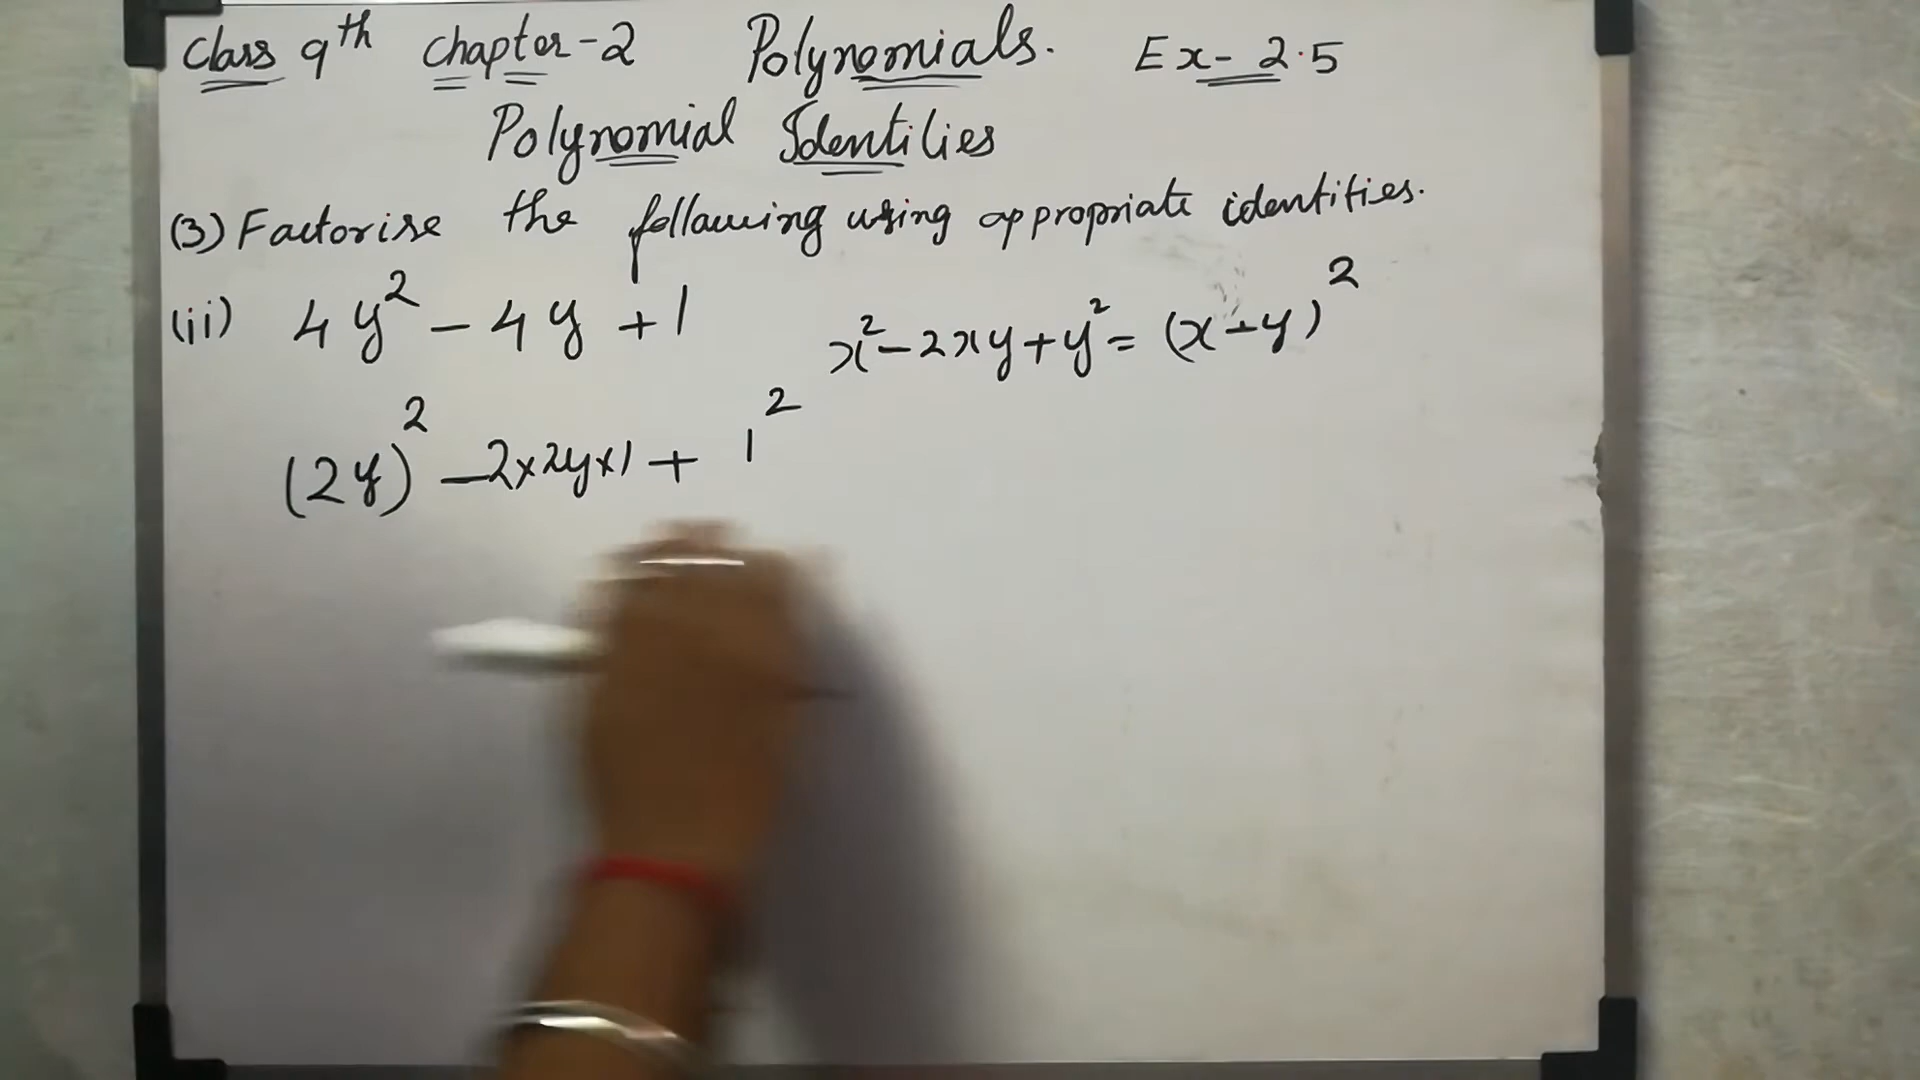 Class 9th Chapter-2 Polynomials. Ex- 2.5
Polynomial Identities
(3) Factorise the following using appropriate identities.
(ii) 4y² - 4y + 1 x² - 2xy + y² = (x - y)²
(2y)² - 2×2y×1 + 1²